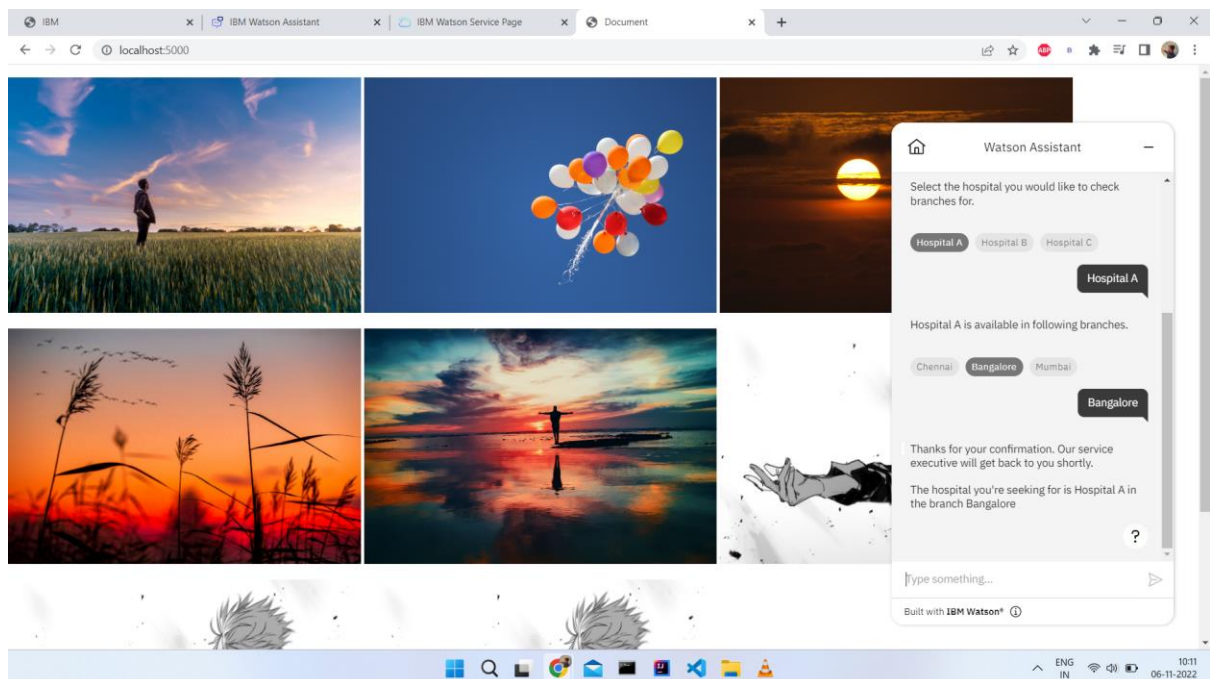 IBM
IBM Watson Assistant
IBM Watson Service Page
Document
localhost:5000
ABP
Watson Assistant
Select the hospital you would like to check
branches for.
Hospital A Hospital B Hospital C
Hospital A
Hospital A is available in following branches.
Chennai Bangalore Mumbai
Bangalore
Thanks for your confirmation. Our service
executive will get back to you shortly.
The hospital you're seeking for is Hospital A in
the branch Bangalore
?
Type something...
Built with IBM Watson®
ENG
IN
10:11
06-11-2022